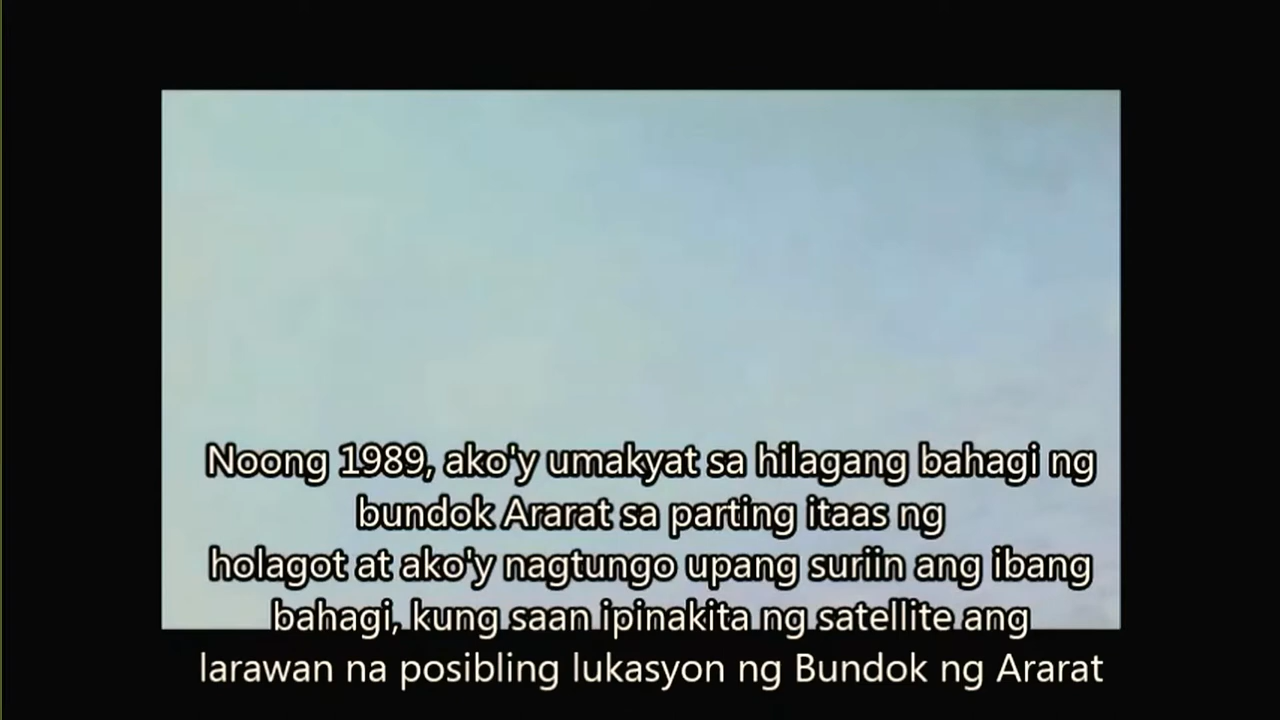 Noong 1989, ako'y umakyat sa hilagang bahagi ng
bundok Ararat sa parting itaas ng
holagot at ako'y nagtungo upang suriin ang ibang
bahagi, kung saan ipinakita ng satellite ang
larawan na posibling lukasyon ng Bundok ng Ararat